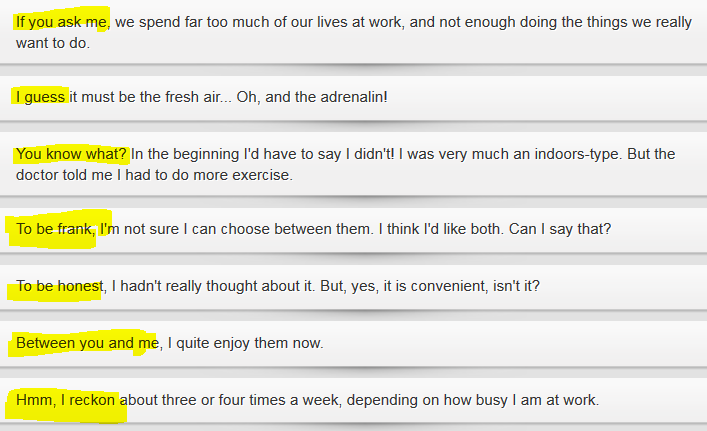 If you ask me, we spend far too much of our lives at work, and not enough doing the things we really
want to do.
I guess it must be the fresh air... Oh, and the adrenalin!
You know what? In the beginning I'd have to say I didn't! I was very much an indoors-type. But the
doctor told me I had to do more exercise.
To be frank, I'm not sure I can choose between them. I think I'd like both. Can I say that?
To be honest, I hadn't really thought about it. But, yes, it is convenient, isn't it?
Between you and me, I quite enjoy them now.
Hmm, I reckon about three or four times a week, depending on how busy I am at work.